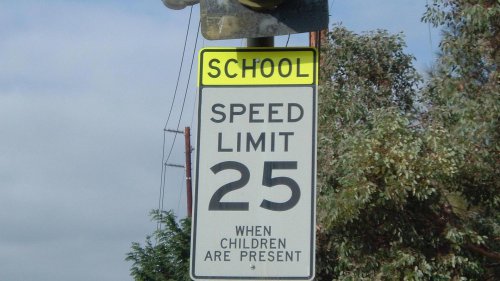 SCHOOL
SPEED
LIMIT
25
WHEN
CHILDREN
ARE PRESENT